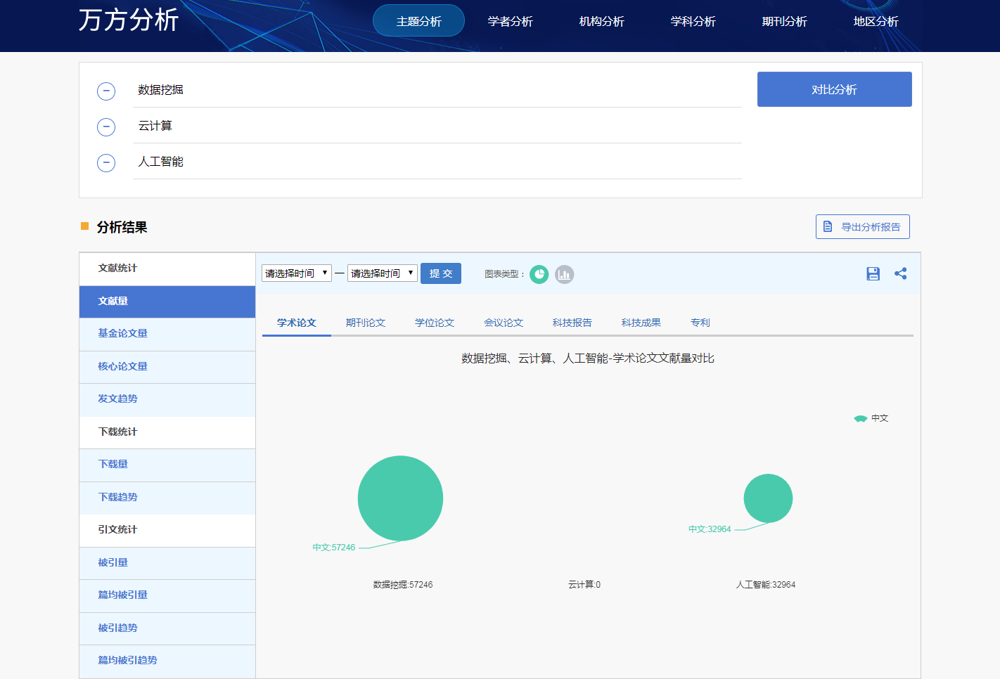 万方分析
主题分析 学者分析 机构分析 学科分析 期刊分析 地区分析
数据挖掘
对比分析
云计算
人工智能
分析结果
导出分析报告
文献统计
文献量
基金论文量
核心论文量
发文趋势
下载统计
下载量
下载趋势
引文统计
被引量
篇均被引量
被引趋势
篇均被引趋势
请选择时间 — 请选择时间 提交 图表类型：
学术论文 期刊论文 学位论文 会议论文 科技报告 科技成果 专利
数据挖掘、云计算、人工智能-学术论文文献量对比
中文
中文:57246
中文:32964
数据挖掘:57246 云计算:0 人工智能:32964